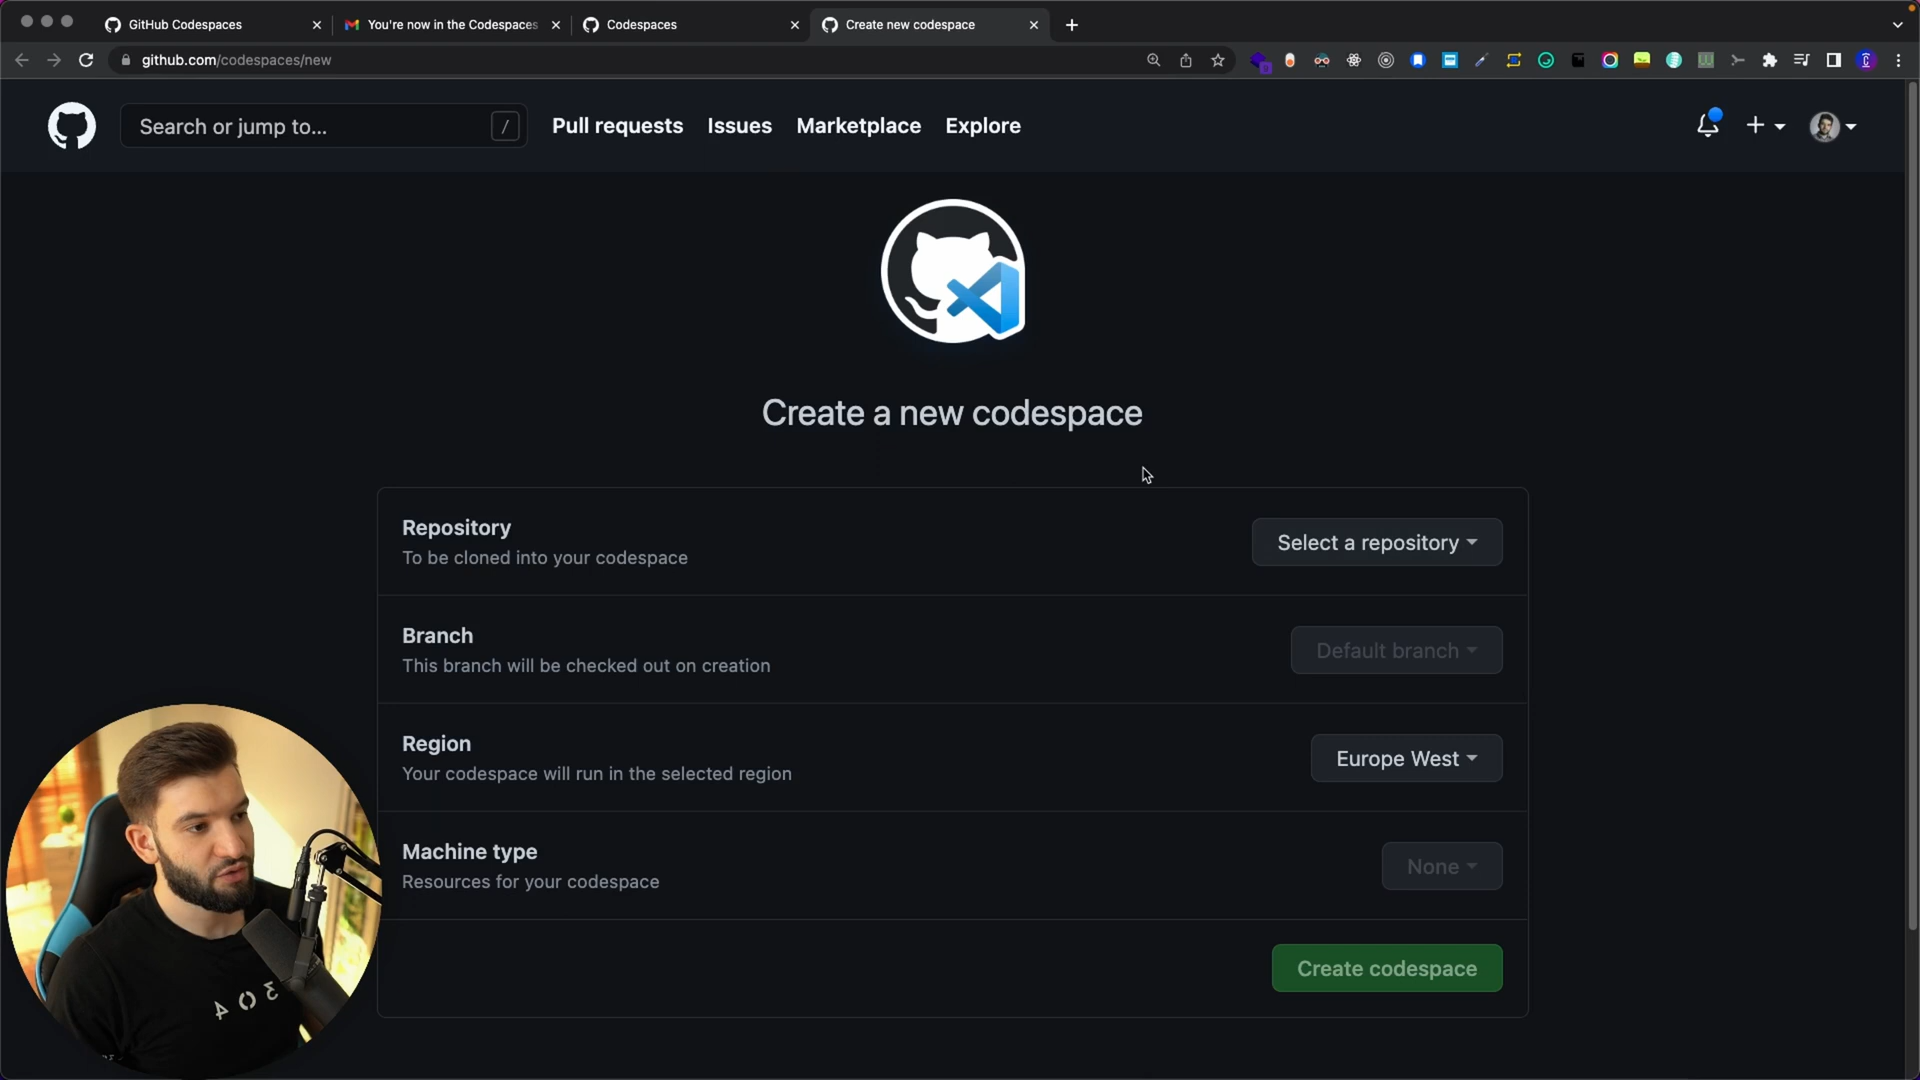 GitHub Codespaces
You're now in the Codespaces
Codespaces
Create new codespace
github.com/codespaces/new
Search or jump to...
/
Pull requests
Issues
Marketplace
Explore
Create a new codespace
Repository
To be cloned into your codespace
Select a repository
Branch
This branch will be checked out on creation
Default branch
Region
Your codespace will run in the selected region
Europe West
Machine type
Resources for your codespace
None
Create codespace